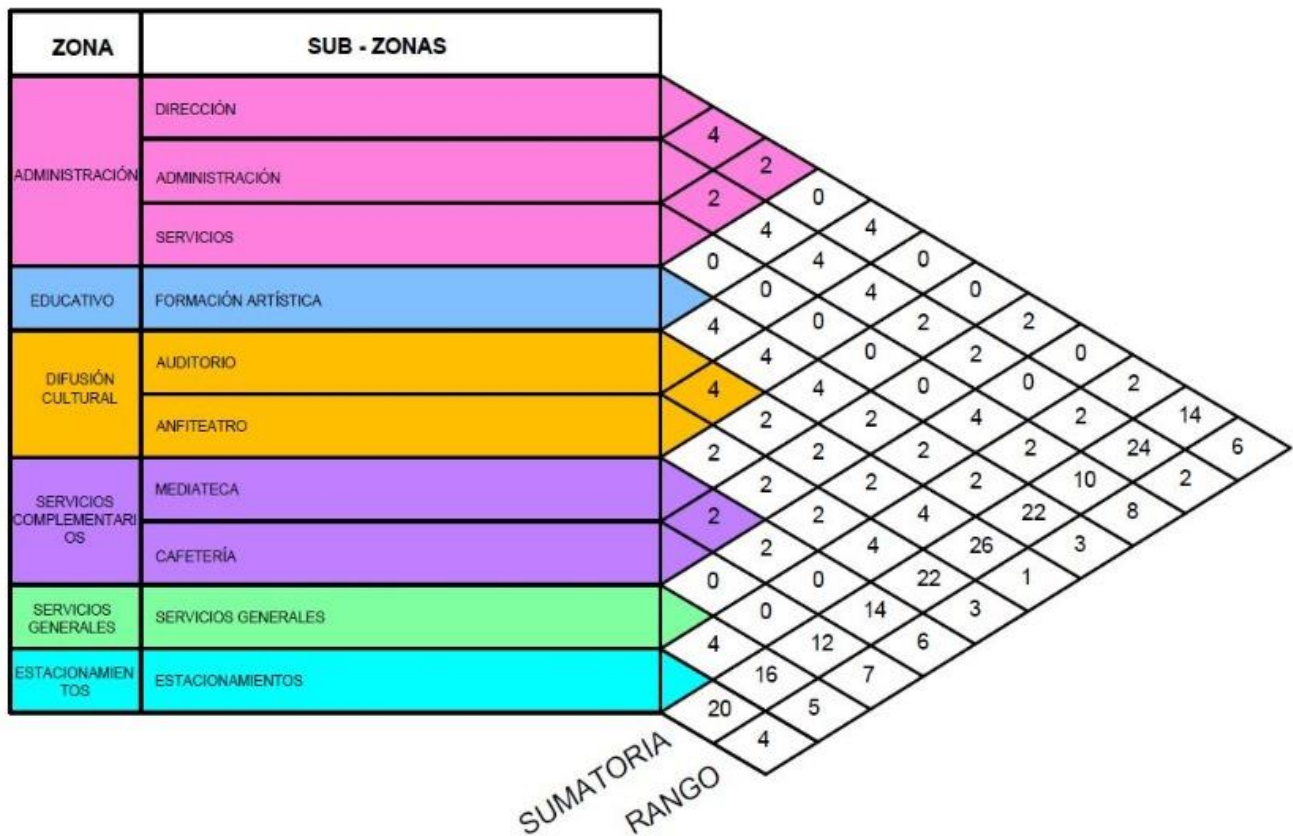 ZONA
SUB - ZONAS
ADMINISTRACIÓN
DIRECCIÓN
ADMINISTRACIÓN
SERVICIOS
EDUCATIVO
FORMACIÓN ARTÍSTICA
DIFUSIÓN
CULTURAL
AUDITORIO
ANFITEATRO
SERVICIOS
COMPLEMENTARI
OS
MEDIATECA
CAFETERÍA
SERVICIOS
GENERALES
SERVICIOS GENERALES
ESTACIONAMIEN
TOS
ESTACIONAMIENTOS
4
2
2 0
4 4
0 4 0
0 4 0
4 0 2 2
4 0 2 0
4 4 0 0 2
2 2 4 2 14
2 2 2 2 24 6
2 2 2 10 2
2 2 4 22 8
2 4 26 3
0 0 22 1
0 14 3
4 12 6
16 7
20 5
4
SUMATORIA
RANGO